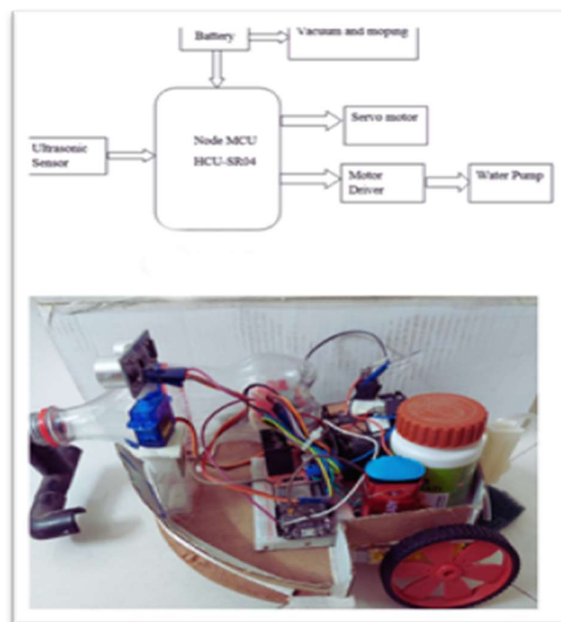 Battery
Vacuum and moping
Node MCU
HCU-SR04
Servo motor
Ultrasonic
Sensor
Motor
Driver
Water Pump